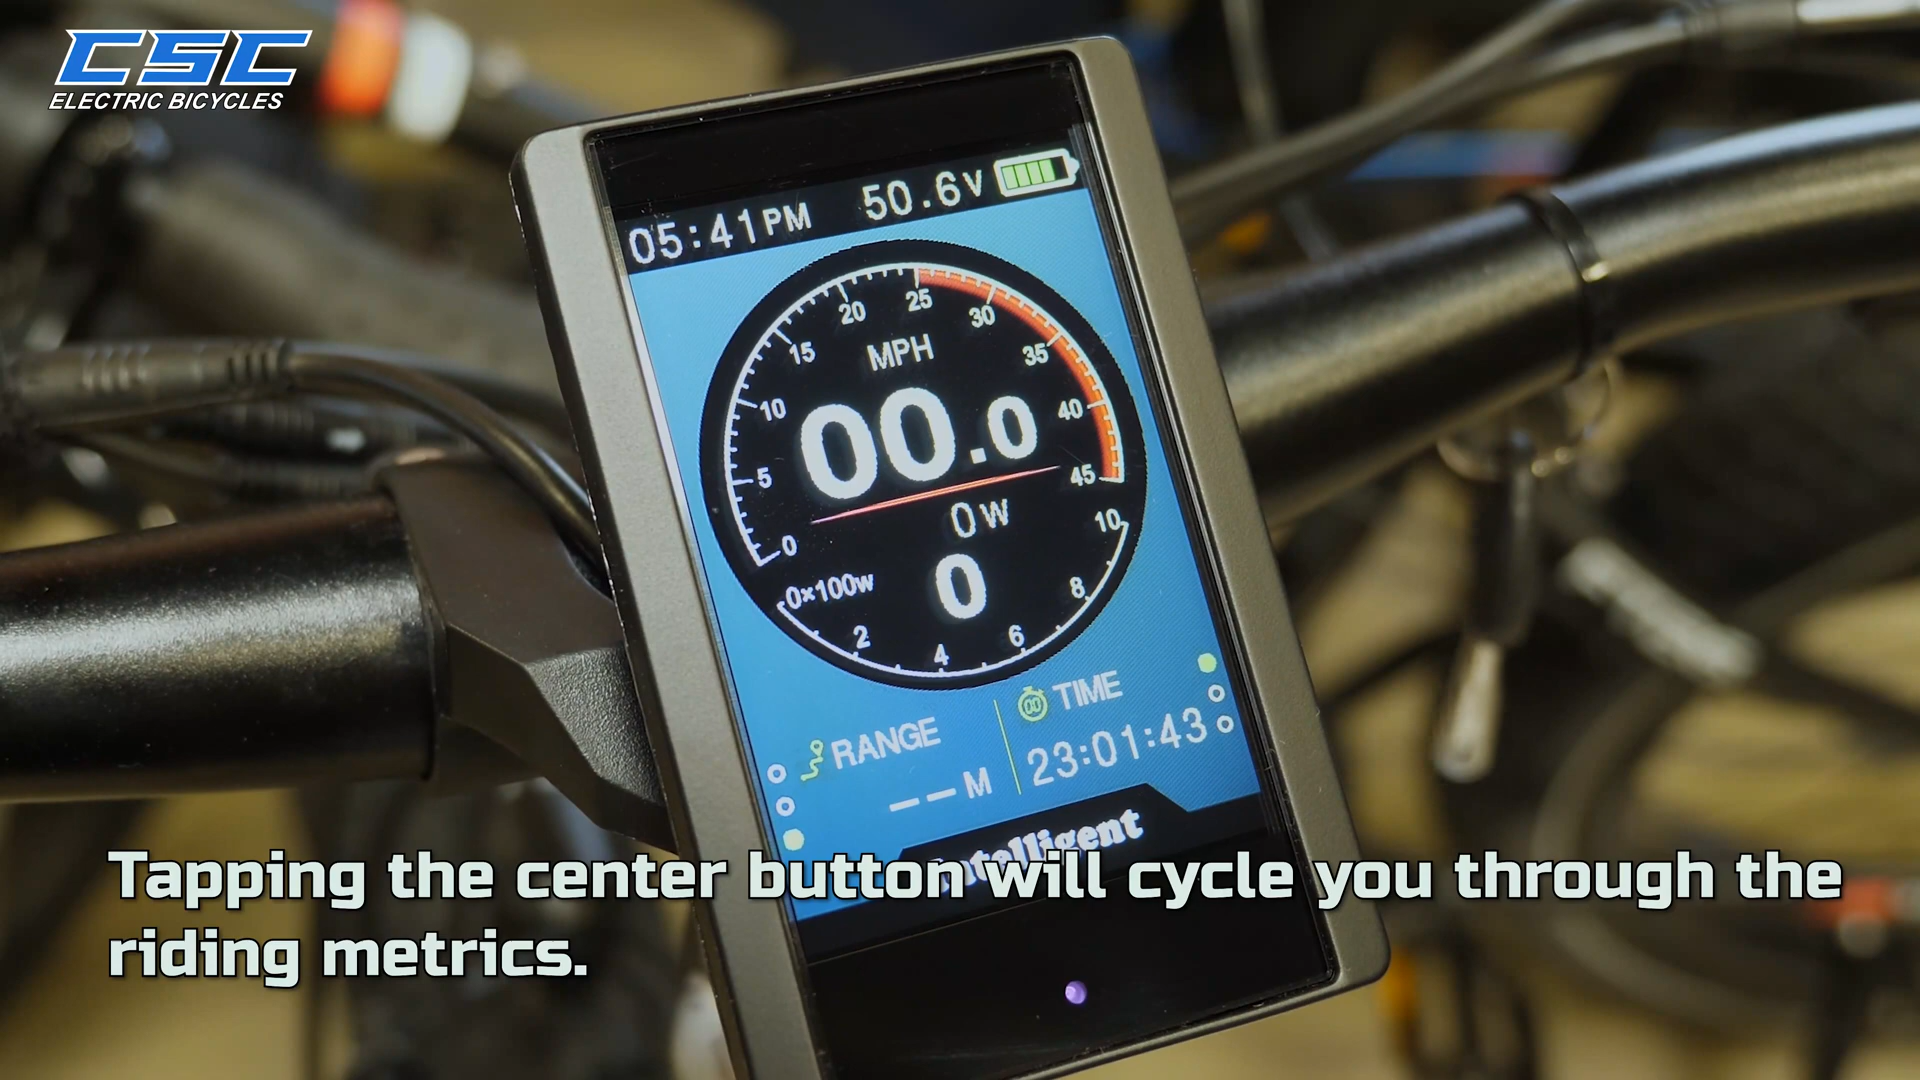 CSC
ELECTRIC BICYCLES
05:41PM 50.6V
20 25 30
15 MPH 35
10 00.0 40
5 45
0 0W 10
0×100w 0 8
2 4 6
RANGE TIME
--M 23:01:43
Intelligent
Tapping the center button will cycle you through the
riding metrics.